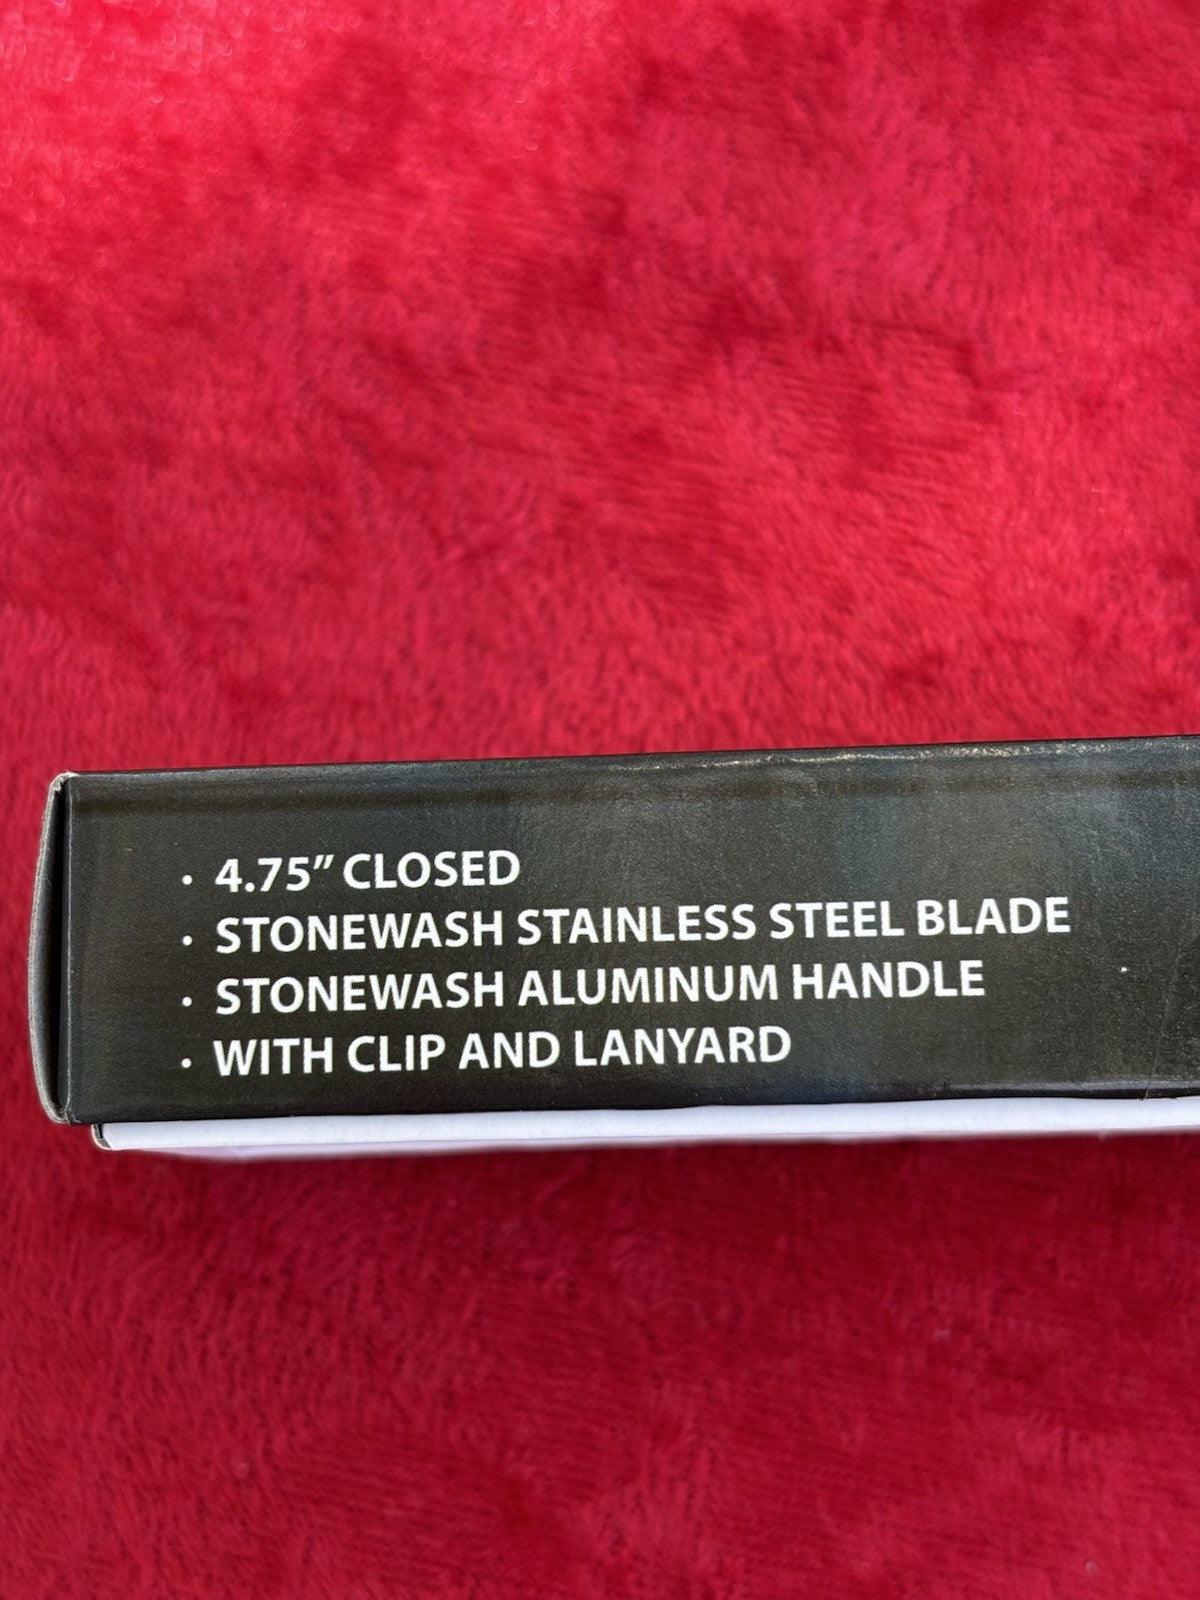 · 4.75” CLOSED
· STONEWASH STAINLESS STEEL BLADE
· STONEWASH ALUMINUM HANDLE
· WITH CLIP AND LANYARD